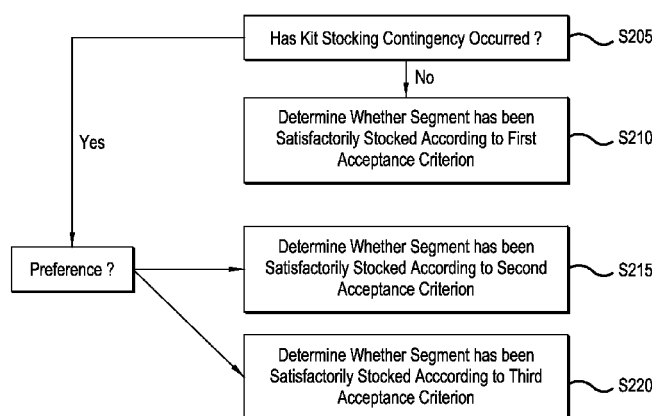 Has Kit Stocking Contingency Occurred ?
S205
No
Determine Whether Segment has been
Satisfactorily Stocked According to First
Acceptance Criterion
S210
Yes
Preference ?
Determine Whether Segment has been
Satisfactorily Stocked According to Second
Acceptance Criterion
S215
Determine Whether Segment has been
Satisfactorily Stocked Acccording to Third
Acceptance Criterion
S220